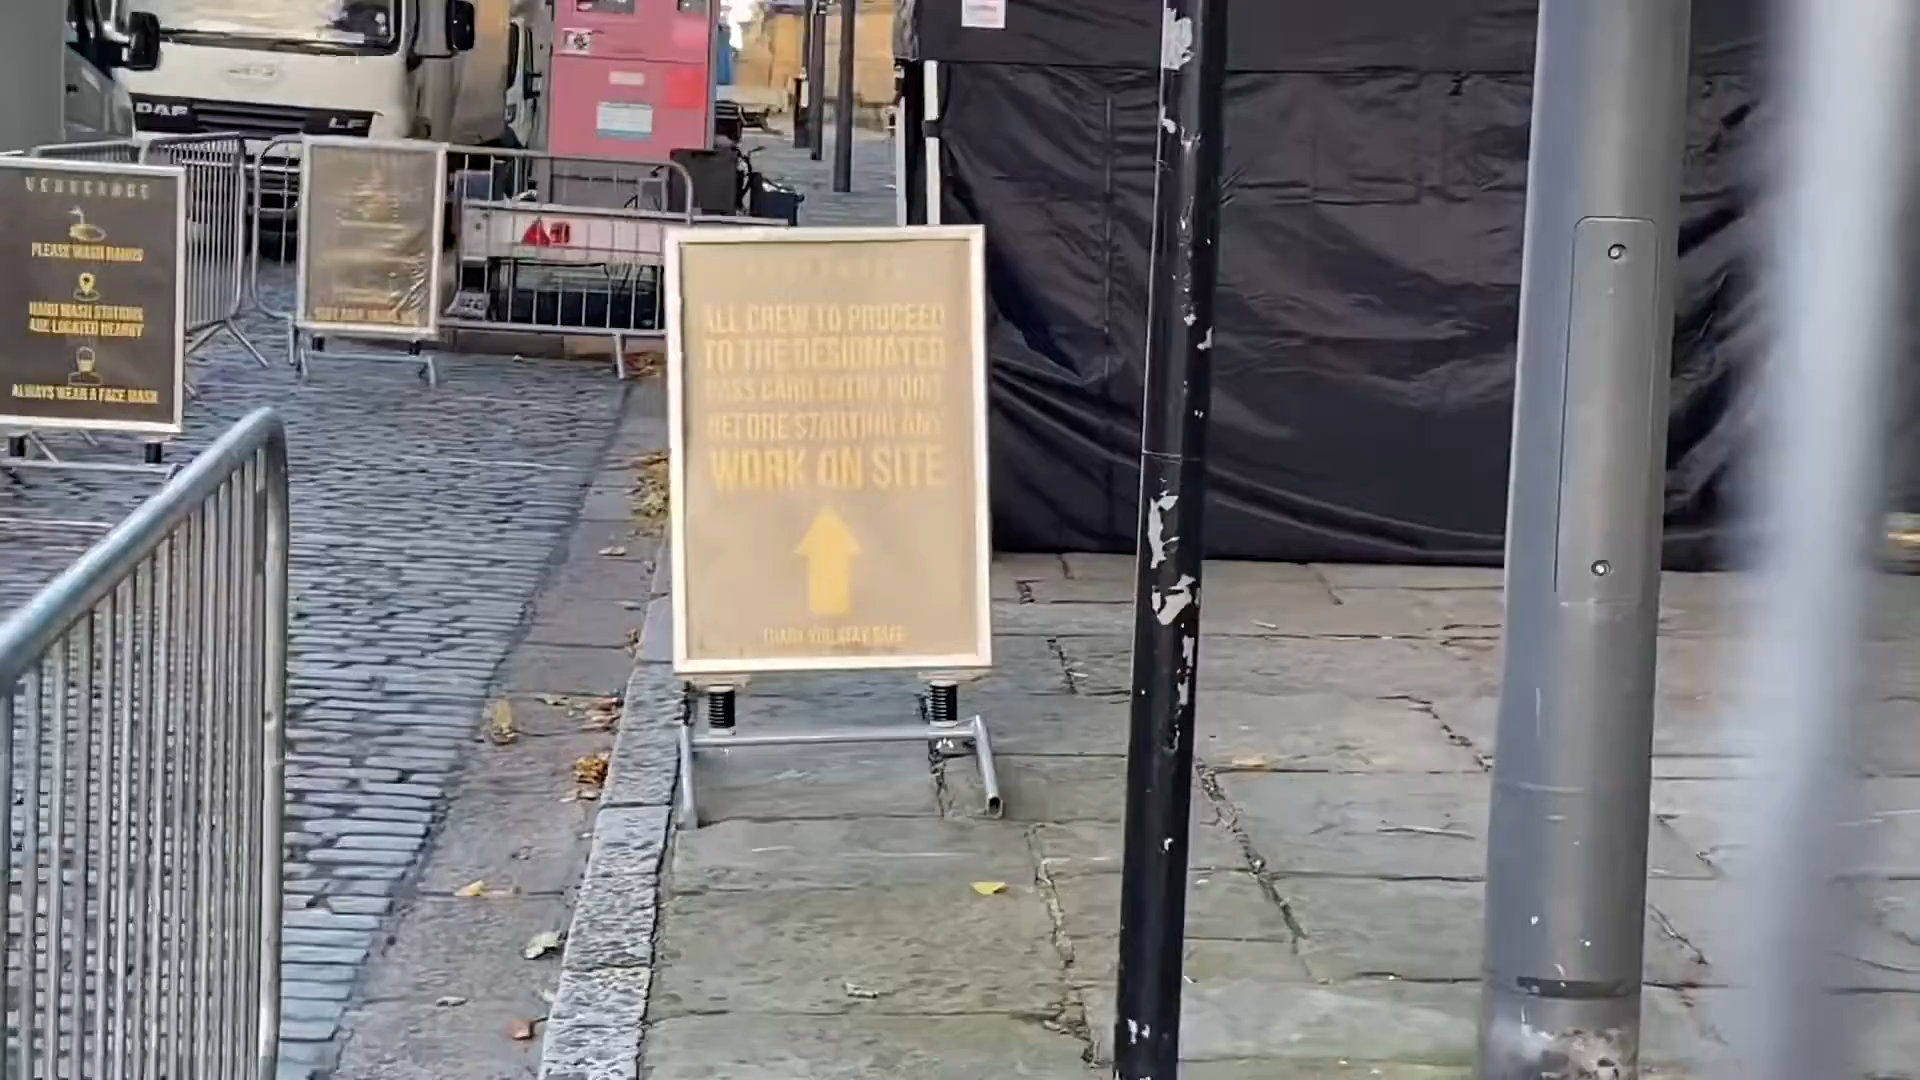 DAF
LF
PLEASE WASH HANDS
HAND WASH STATIONS
ARE LOCATED NEARBY
ALWAYS WEAR A FACE MASK
ALL CREW TO PROCEED
TO THE DESIGNATED
PASS CARD ENTRY POINT
BEFORE STARTING ANY
WORK ON SITE
THANK YOU, STAY SAFE